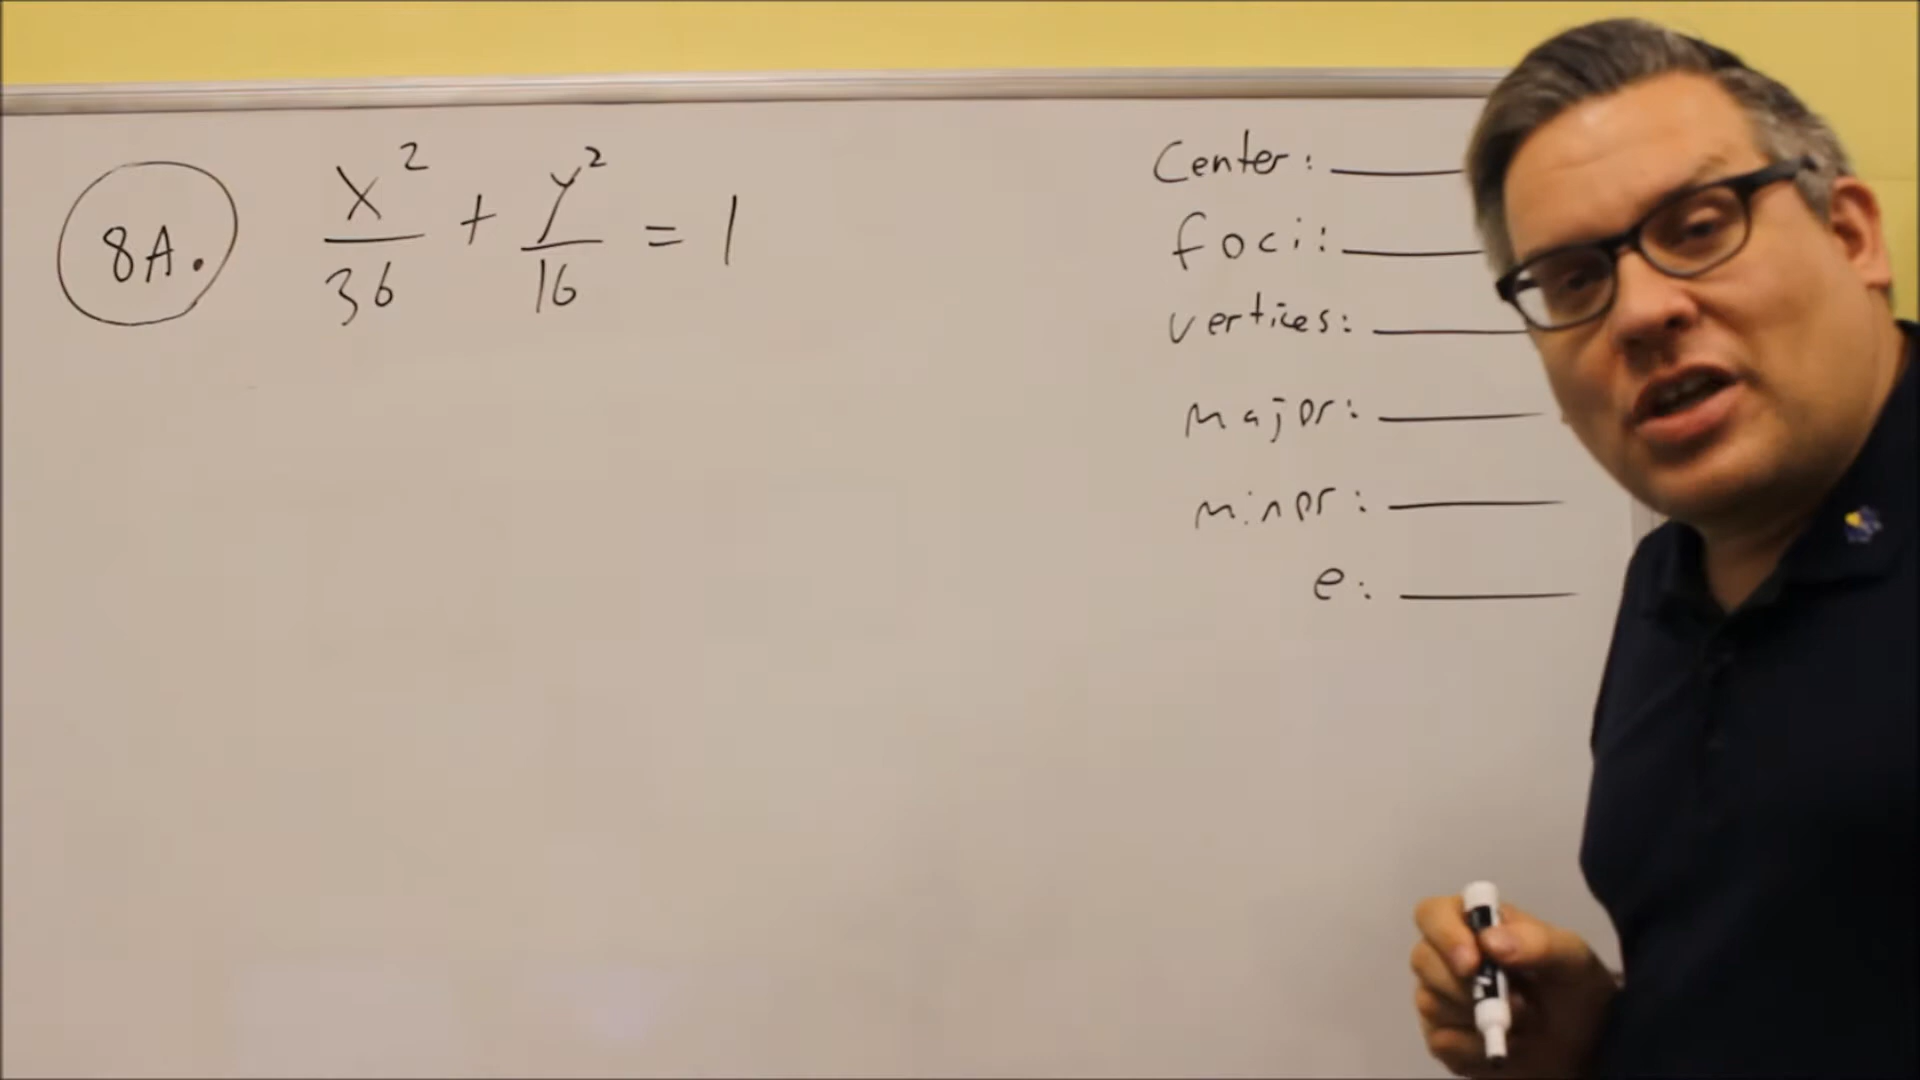 8A. x²/36 + y²/16 = 1
Center:
foci:
vertices:
major:
minor:
e: